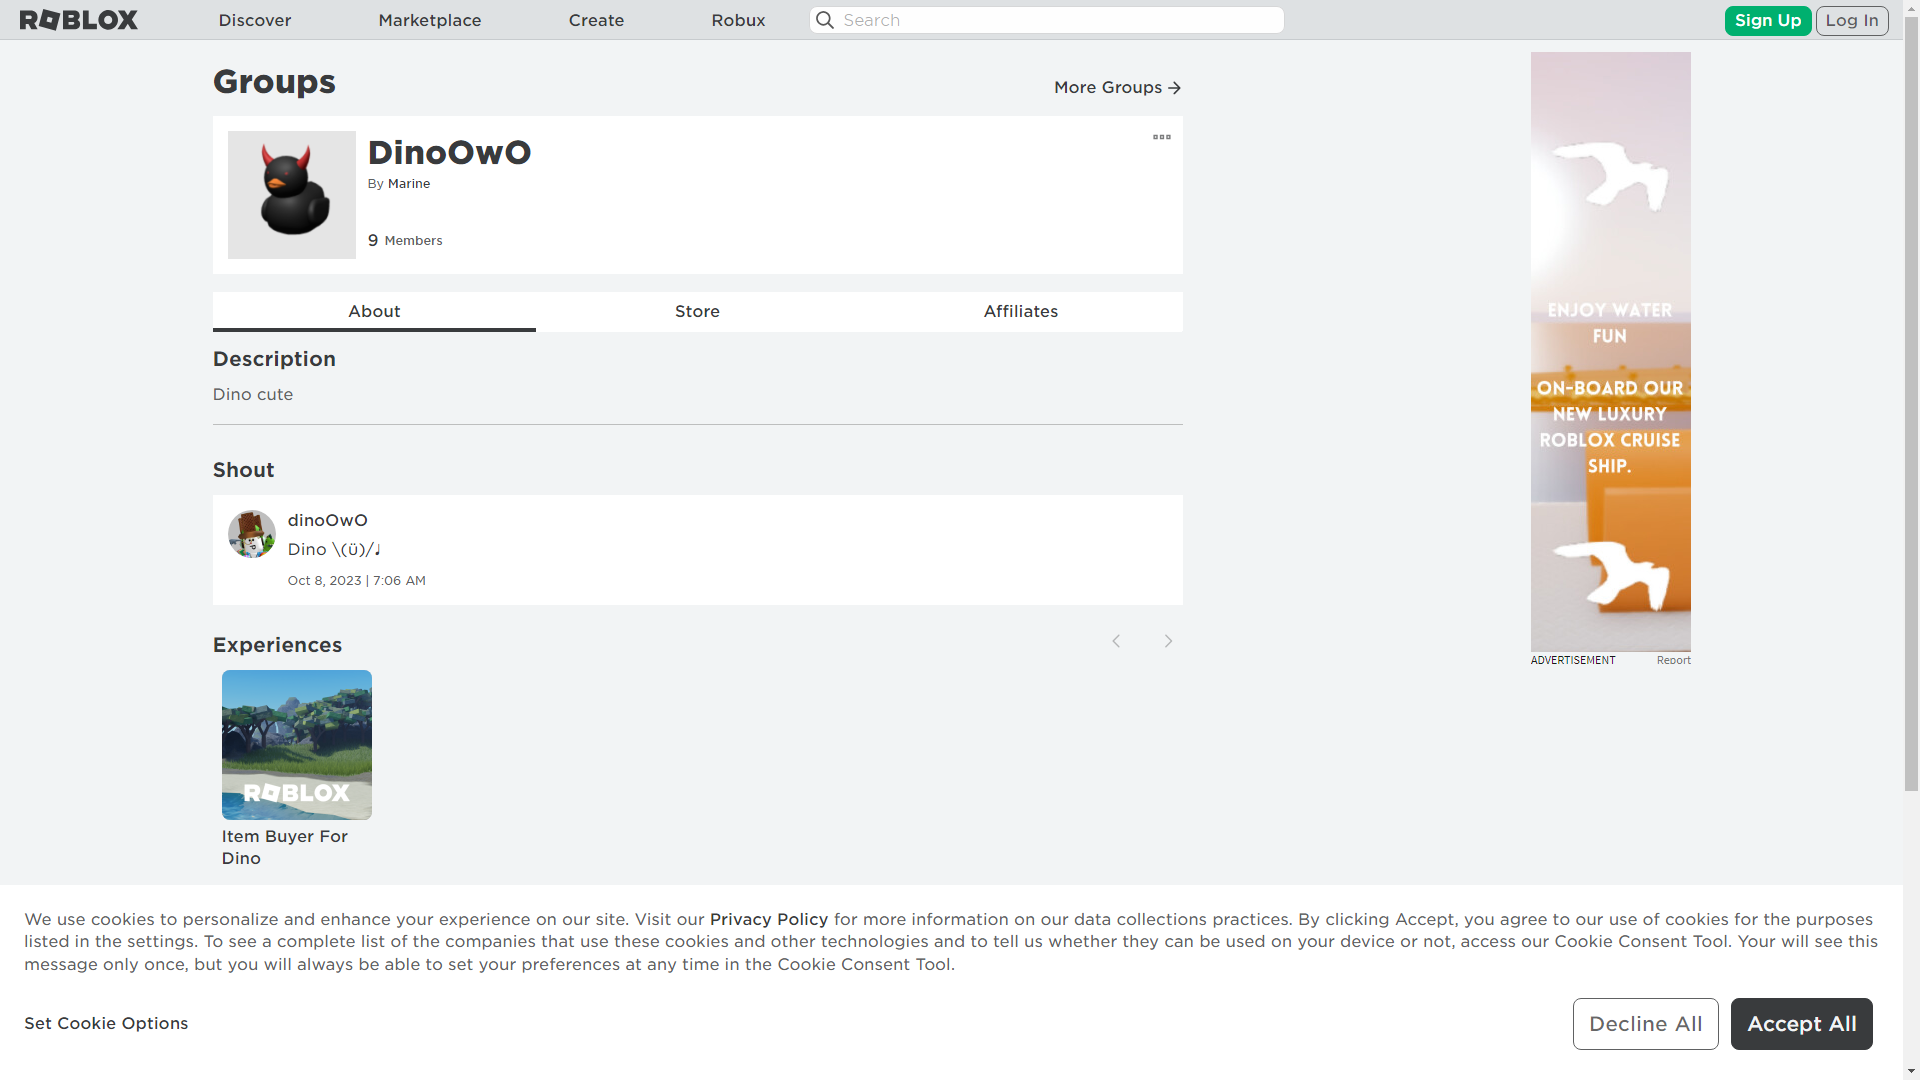 ROBLOX
Discover
Marketplace
Create
Robux
Search
Sign Up
Log In
Groups
More Groups
DinoOwO
By Marine
9 Members
About
Store
Affiliates
Description
Dino cute
Shout
dinoOwO
Dino \(ü)/♩
Oct 8, 2023 | 7:06 AM
Experiences
ROBLOX
Item Buyer For
Dino
ENJOY WATER
FUN
ON-BOARD OUR
NEW LUXURY
ROBLOX CRUISE
SHIP.
ADVERTISEMENT
Report
We use cookies to personalize and enhance your experience on our site. Visit our Privacy Policy for more information on our data collections practices. By clicking Accept, you agree to our use of cookies for the purposes
listed in the settings. To see a complete list of the companies that use these cookies and other technologies and to tell us whether they can be used on your device or not, access our Cookie Consent Tool. Your will see this
message only once, but you will always be able to set your preferences at any time in the Cookie Consent Tool.
Set Cookie Options
Decline All
Accept All